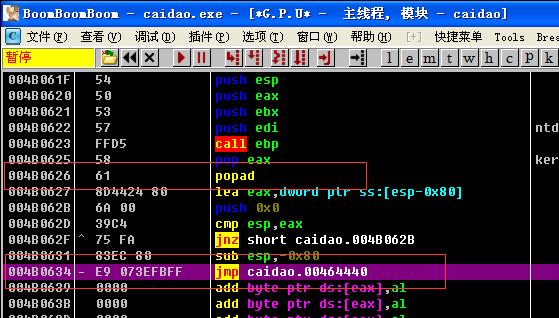 BoomBoomBoom - caidao.exe - [*G.P.U* - 主线程, 模块 - caidao]
C 文件(F) 查看(V) 调试(I) 插件(P) 选项(T) 窗口(W) 帮助(H) [+] 快捷菜单 Tools Brea
暂停 l e m t w h c p k
004B061F 54 push esp
004B0620 50 push eax
004B0621 53 push ebx
004B0622 57 push edi ntd
004B0623 FFD5 call ebp
004B0625 58 pop eax ker
004B0626 61 popad
004B0627 8D4424 80 lea eax,dword ptr ss:[esp-0x80]
004B062B 6A 00 push 0x0
004B062D 39C4 cmp esp,eax
004B062F ^ 75 FA jnz short caidao.004B062B
004B0631 83EC 80 sub esp,-0x80
004B0634 - E9 073EFBFF jmp caidao.00464440
004B0639 0000 add byte ptr ds:[eax],al
004B063B 0000 add byte ptr ds:[eax],al